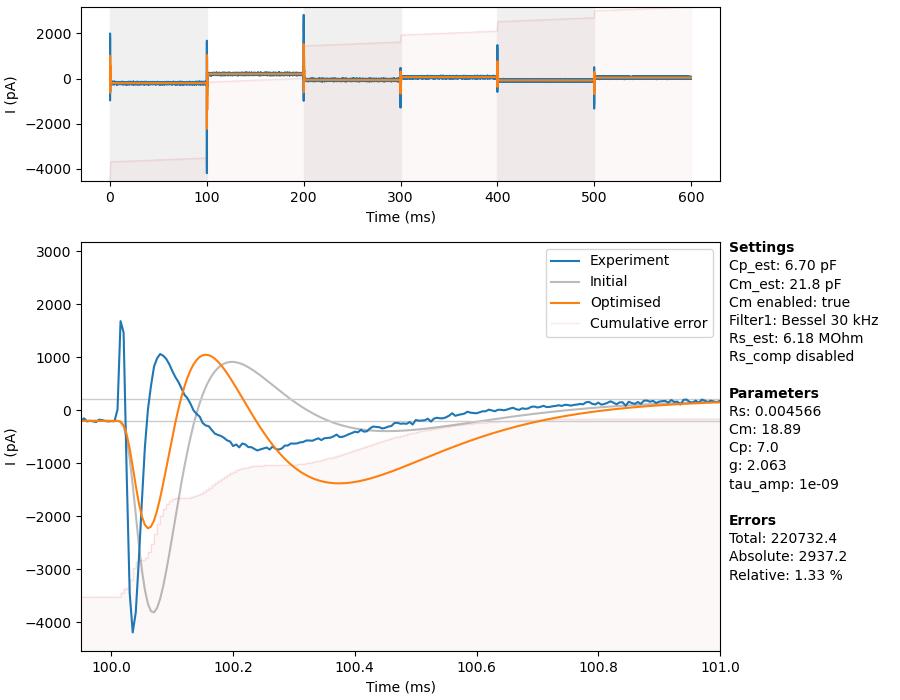 2000
0
−2000
−4000
I (pA)
0 100 200 300 400 500 600
Time (ms)
3000
2000
1000
0
−1000
−2000
−3000
−4000
I (pA)
100.0 100.2 100.4 100.6 100.8 101.0
Time (ms)
Experiment
Initial
Optimised
Cumulative error
Settings
Cp_est: 6.70 pF
Cm_est: 21.8 pF
Cm enabled: true
Filter1: Bessel 30 kHz
Rs_est: 6.18 MOhm
Rs_comp disabled
Parameters
Rs: 0.004566
Cm: 18.89
Cp: 7.0
g: 2.063
tau_amp: 1e-09
Errors
Total: 220732.4
Absolute: 2937.2
Relative: 1.33 %